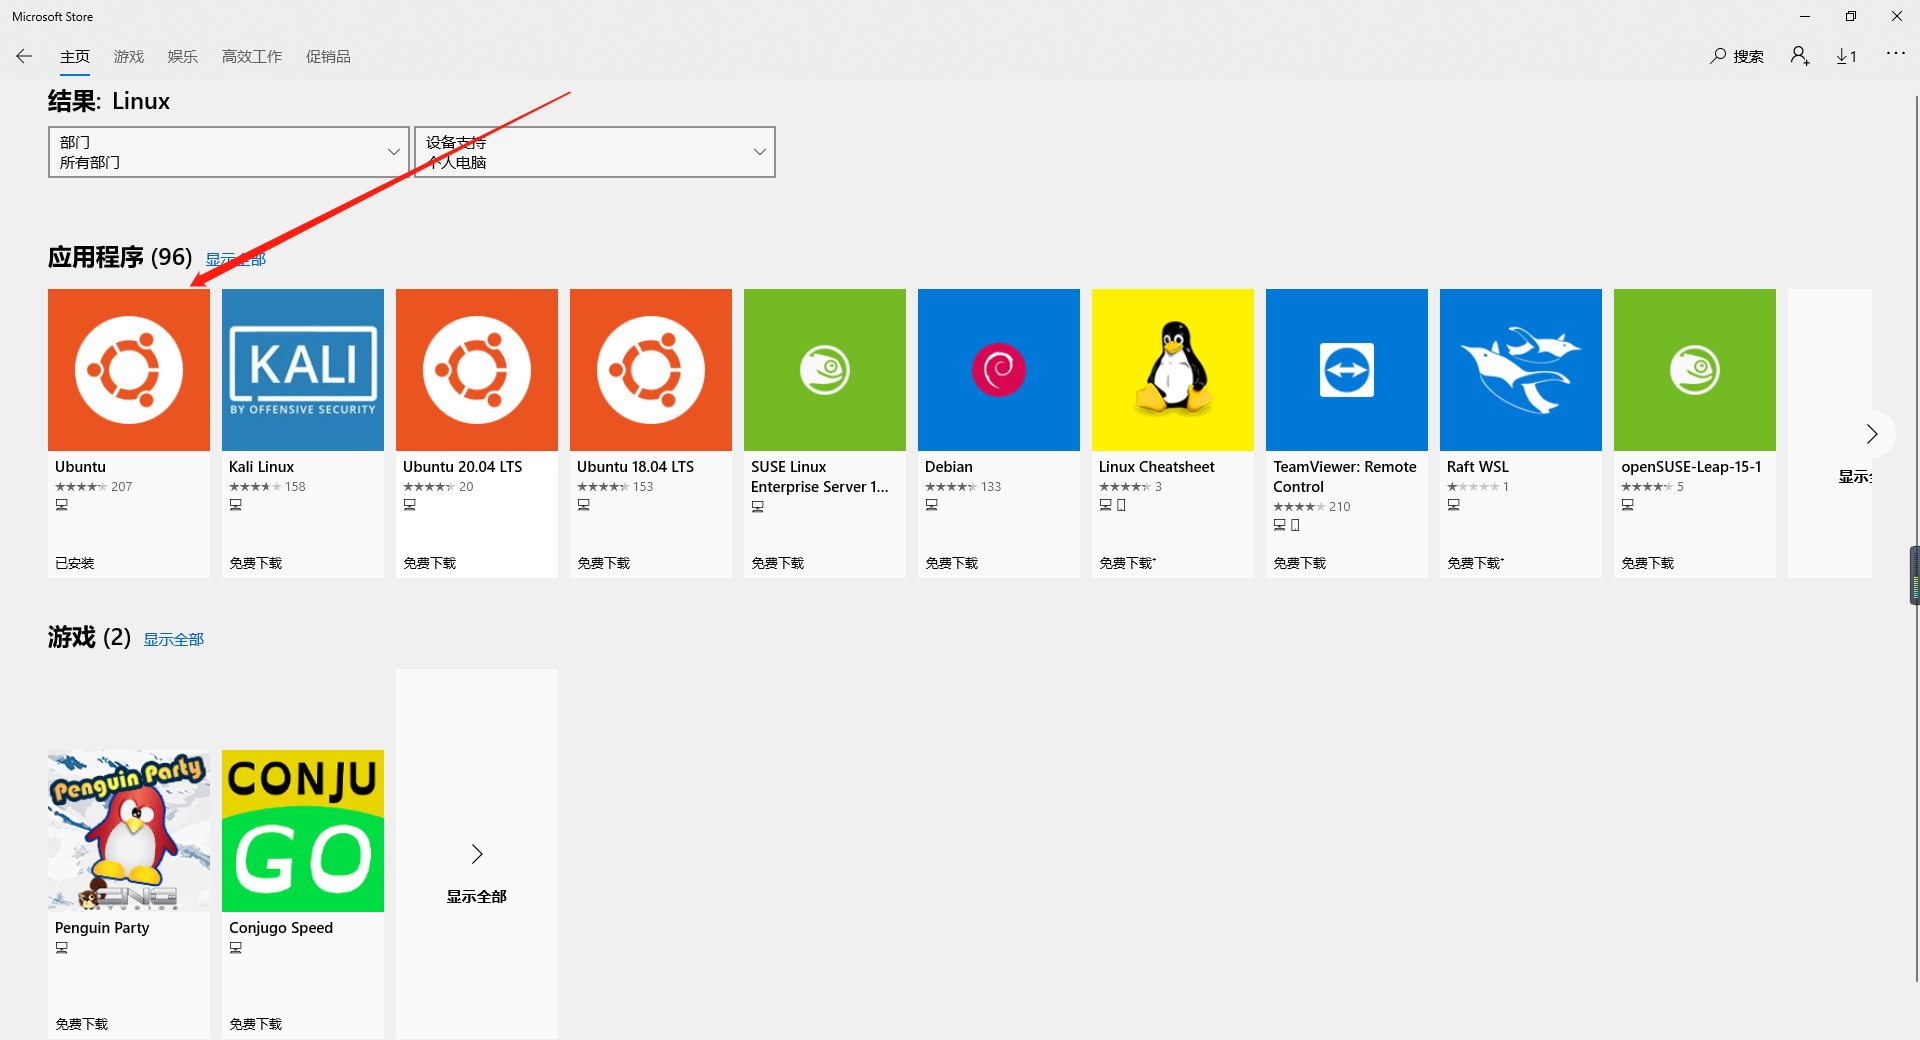 Microsoft Store
主页 游戏 娱乐 高效工作 促销品 搜索 1
结果: Linux
部门
所有部门
设备支持
个人电脑
应用程序 (96) 显示全部
KALI
BY OFFENSIVE SECURITY
Ubuntu
207
已安装
Kali Linux
158
免费下载
Ubuntu 20.04 LTS
20
免费下载
Ubuntu 18.04 LTS
153
免费下载
SUSE Linux
Enterprise Server 1...
免费下载
Debian
133
免费下载
Linux Cheatsheet
3
免费下载+
TeamViewer: Remote
Control
210
免费下载
Raft WSL
1
免费下载+
openSUSE-Leap-15-1
5
免费下载
显示
游戏 (2) 显示全部
Penguin Party
Penguin Party
免费下载
CONJU
GO
Conjugo Speed
免费下载
显示全部